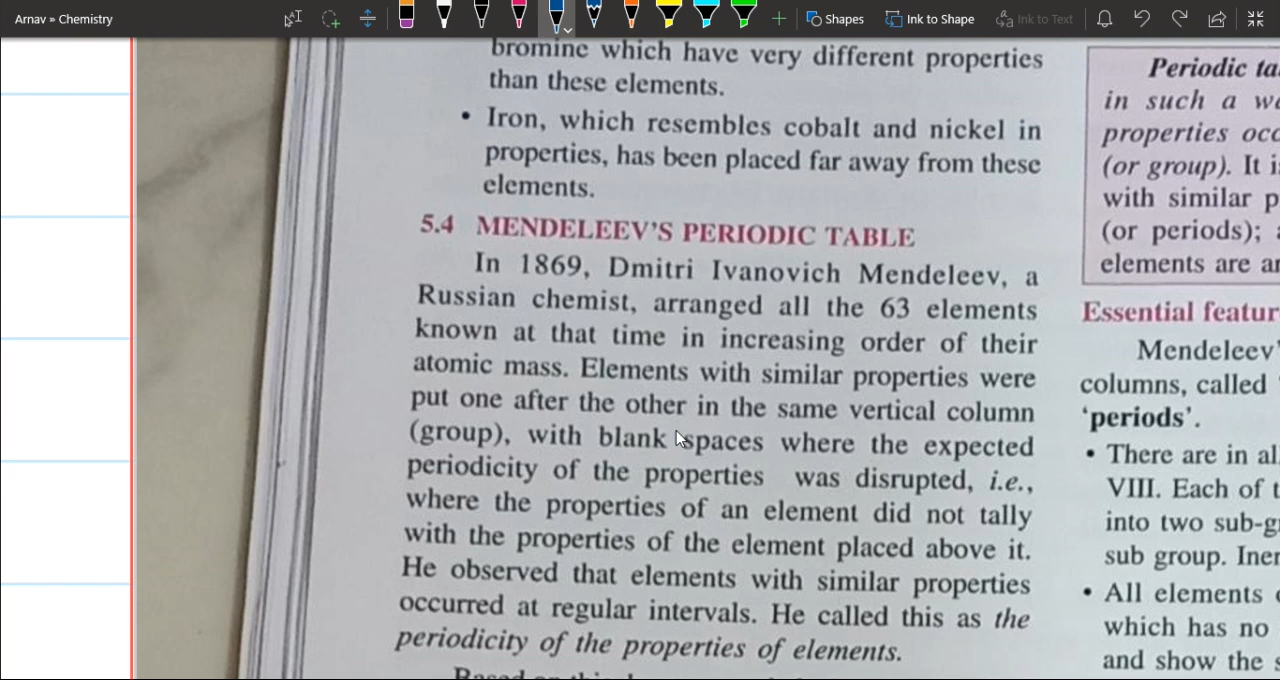 Arnav » Chemistry
Shapes
Ink to Shape
Ink to Text
bromine which have very different properties
than these elements.
• Iron, which resembles cobalt and nickel in
properties, has been placed far away from these
elements.
5.4 MENDELEEV'S PERIODIC TABLE
In 1869, Dmitri Ivanovich Mendeleev, a
Russian chemist, arranged all the 63 elements
known at that time in increasing order of their
atomic mass. Elements with similar properties were
put one after the other in the same vertical column
(group), with blank spaces where the expected
periodicity of the properties was disrupted, i.e.,
where the properties of an element did not tally
with the properties of the element placed above it.
He observed that elements with similar properties
occurred at regular intervals. He called this as the
periodicity of the properties of elements.
Periodic
in such a
properties
(or group). It
with similar
(or periods);
elements are
Essential
Mendeleev'
columns, called
'periods'.
• There are in
VIII. Each of
into two
sub group.
• All elements
which has no
and show the